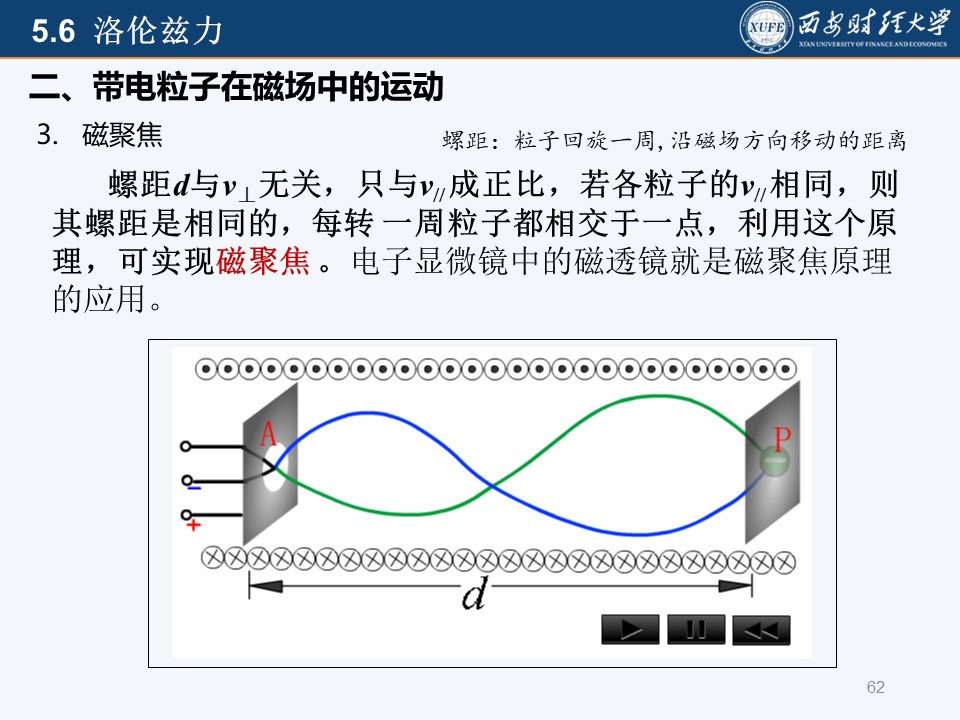 5.6 洛伦兹力
XUFE
西安财经大学
XI'AN UNIVERSITY OF FINANCE AND ECONOMICS
二、带电粒子在磁场中的运动
3. 磁聚焦
螺距：粒子回旋一周,沿磁场方向移动的距离
螺距d与v⊥无关，只与v//成正比，若各粒子的v//相同，则
其螺距是相同的，每转一周粒子都相交于一点，利用这个原
理，可实现磁聚焦 。电子显微镜中的磁透镜就是磁聚焦原理
的应用。
A
P
−
+
d
62